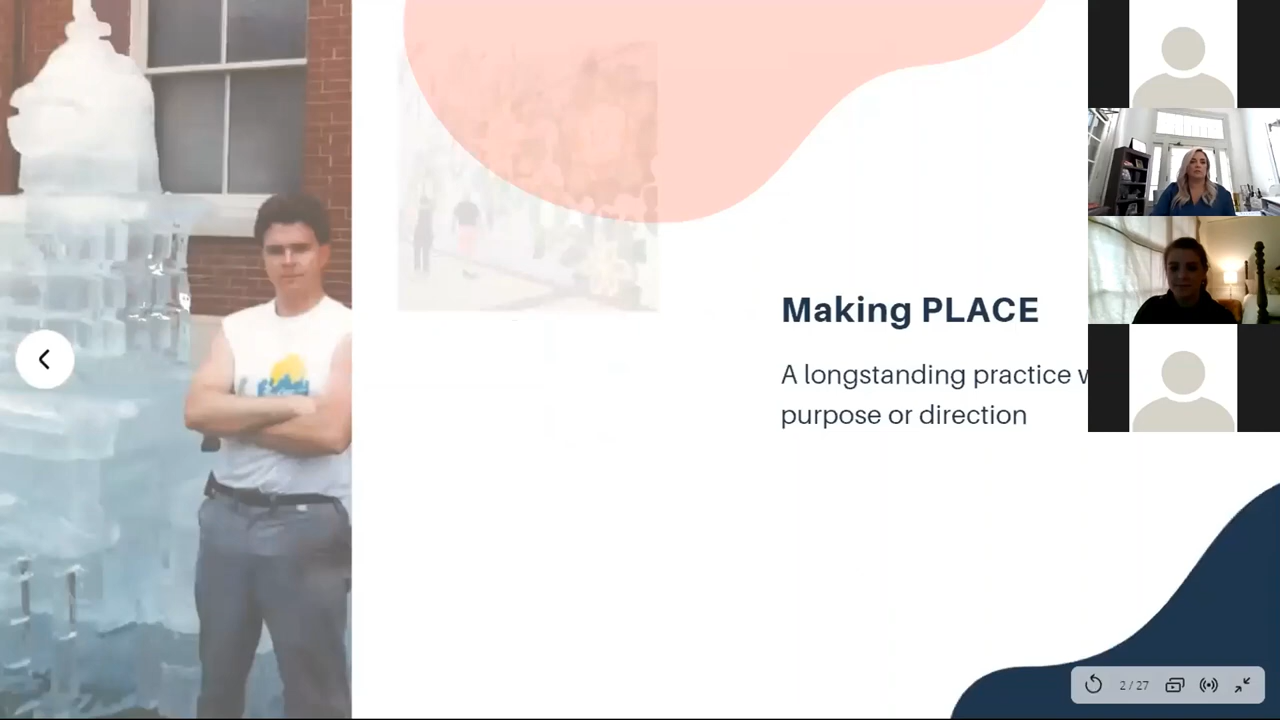 Making PLACE
A longstanding practice
purpose or direction
2 / 27